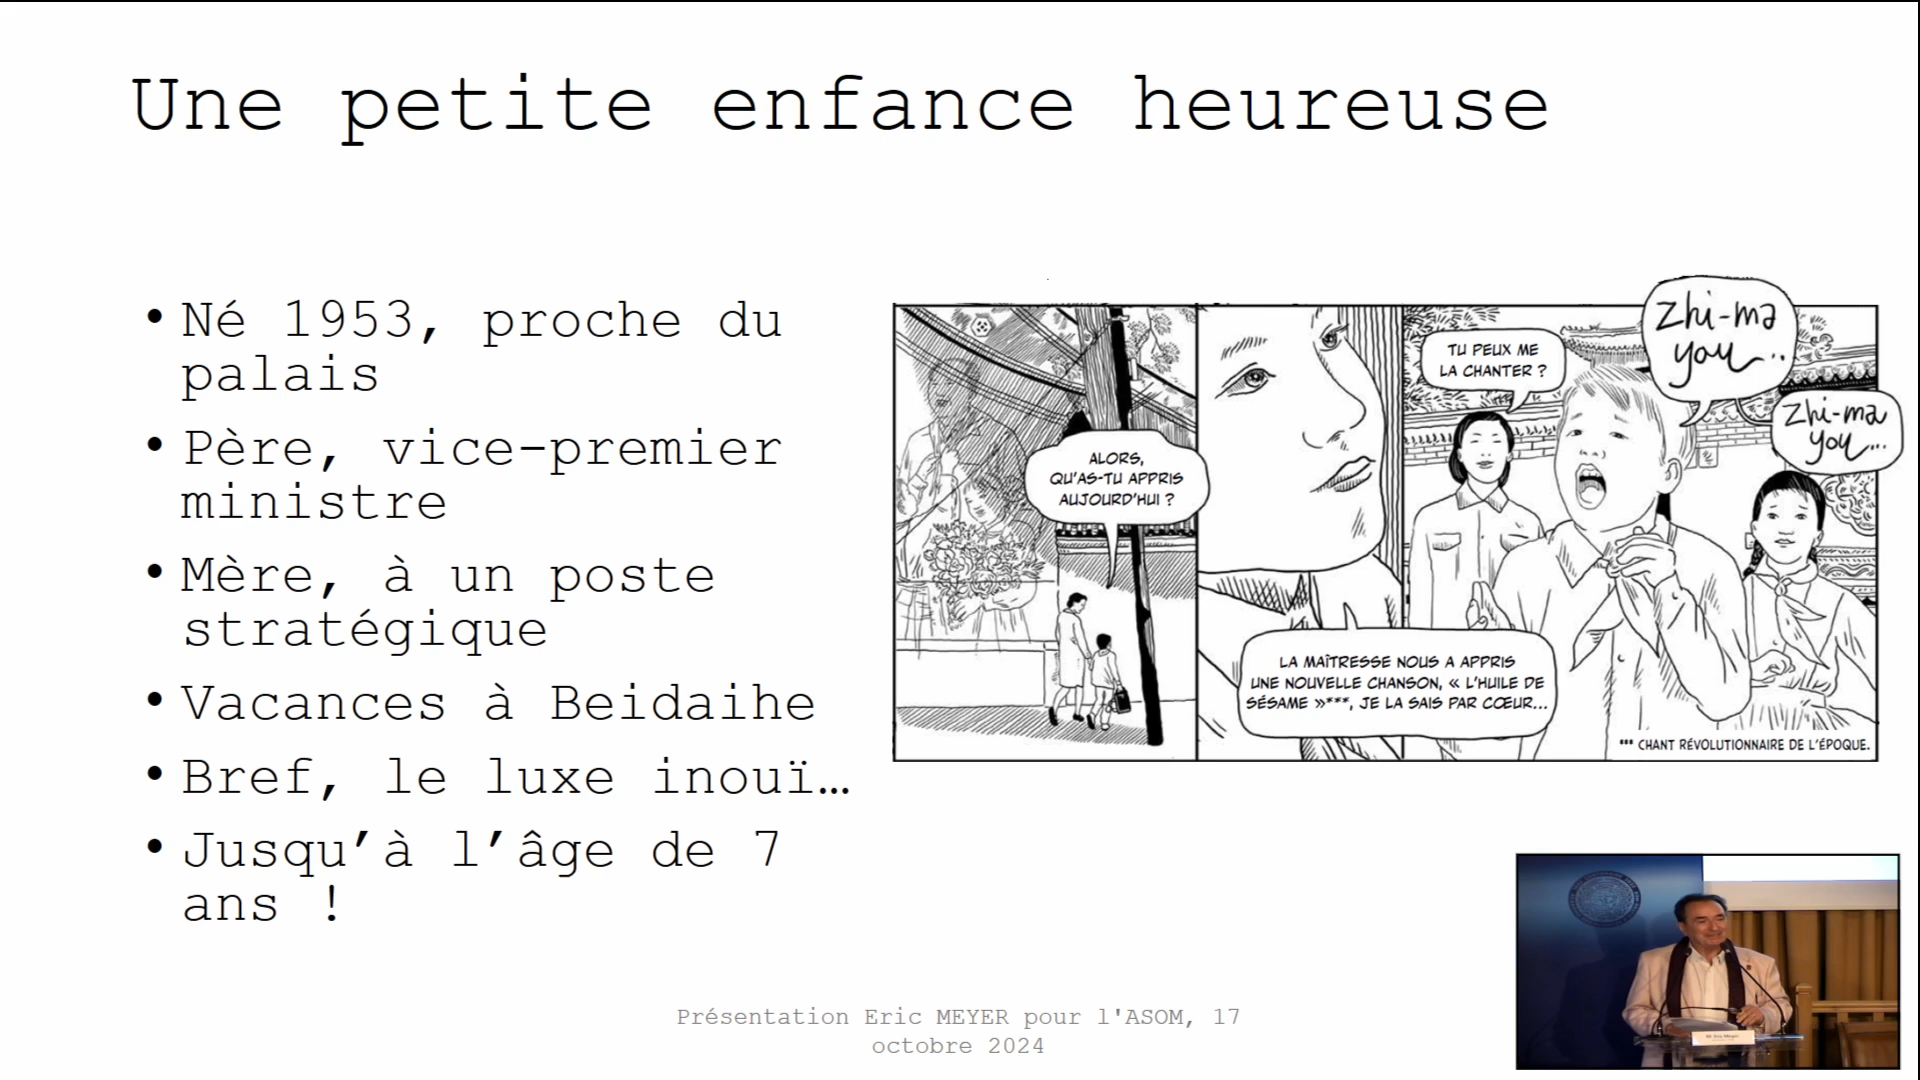 Une petite enfance heureuse
• Né 1953, proche du
palais
• Père, vice-premier
ministre
• Mère, à un poste
stratégique
• Vacances à Beidaihe
• Bref, le luxe inouï…
• Jusqu’à l’âge de 7
ans !
ALORS,
QU'AS-TU APPRIS
AUJOURD'HUI ?
LA MAÎTRESSE NOUS A APPRIS
UNE NOUVELLE CHANSON, « L'HUILE DE
SÉSAME »***, JE LA SAIS PAR CŒUR...
TU PEUX ME
LA CHANTER ?
Zhi-ma
you...
Zhi-ma
you...
*** CHANT RÉVOLUTIONNAIRE DE L'ÉPOQUE.
Présentation Eric MEYER pour l'ASOM, 17
octobre 2024